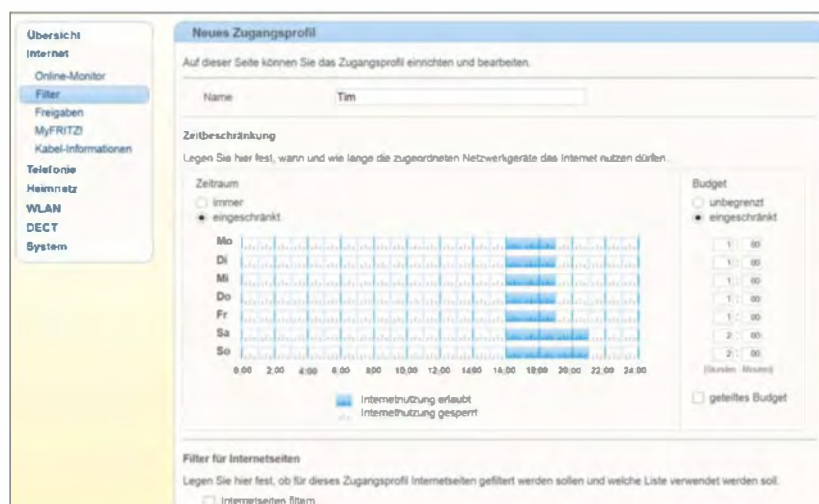 Übersicht
Internet
Online-Monitor
Filter
Freigaben
MyFRITZ!
Kabel-Informationen
Telefonie
Heimnetz
WLAN
DECT
System
Neues Zugangsprofil
Auf dieser Seite können Sie das Zugangsprofil einrichten und bearbeiten.
Name Tim
Zeitbeschränkung
Legen Sie hier fest, wann und wie lange die zugeordneten Netzwerkgeräte das Internet nutzen dürfen.
Zeitraum
immer
eingeschränkt
Mo
Di
Mi
Do
Fr
Sa
So
0,00 2,00 4:00 6,00 8,00 10,00 12,00 14,00 16,00 18,00 20,00 22,00 24,00
Internetnutzung erlaubt
Internetnutzung gesperrt
Budget
unbegrenzt
eingeschränkt
1 : 00
1 : 00
1 : 00
1 : 00
1 : 00
2 : 00
2 : 00
[Stunden : Minuten]
geteiltes Budget
Filter für Internetseiten
Legen Sie hier fest, ob für dieses Zugangsprofil Internetseiten gefiltert werden sollen und welche Liste verwendet werden soll.
Internetseiten filtern